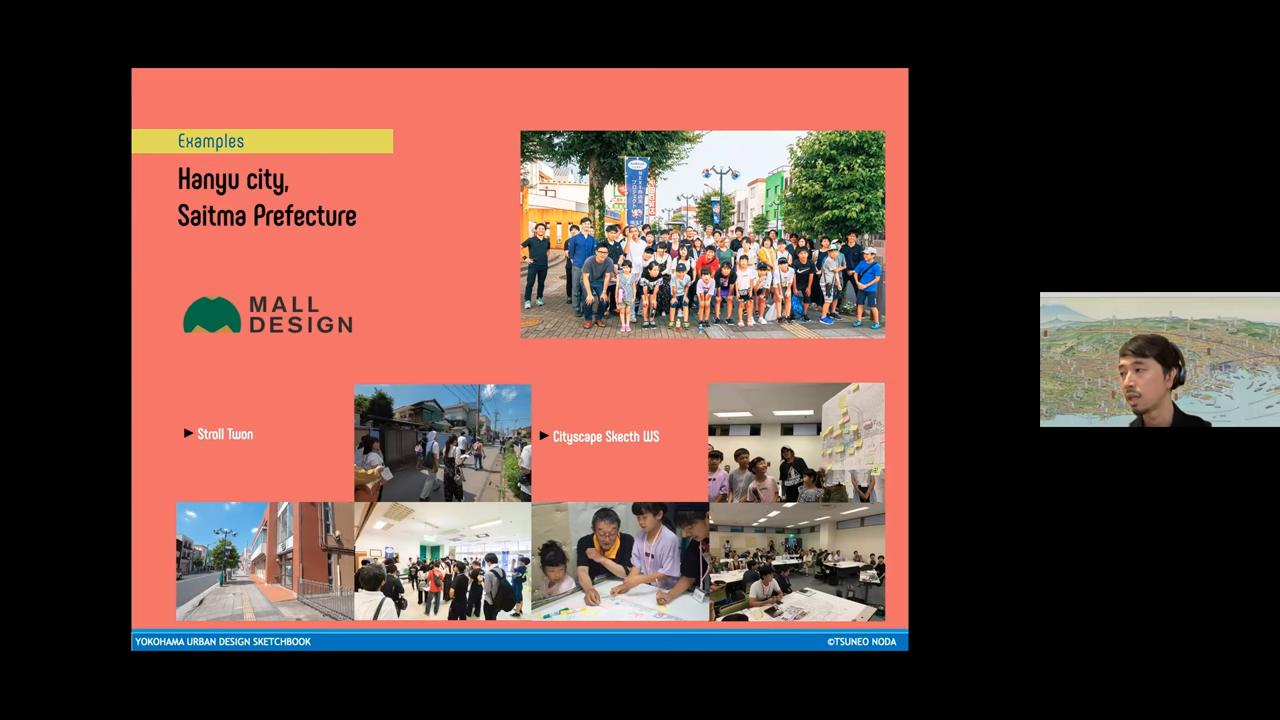 Examples
Hanyu city,
Saitma Prefecture
MALL
DESIGN
Stroll Twon
Cityscape Skecth WS
YOKOHAMA URBAN DESIGN SKETCHBOOK
©TSUNEO NODA